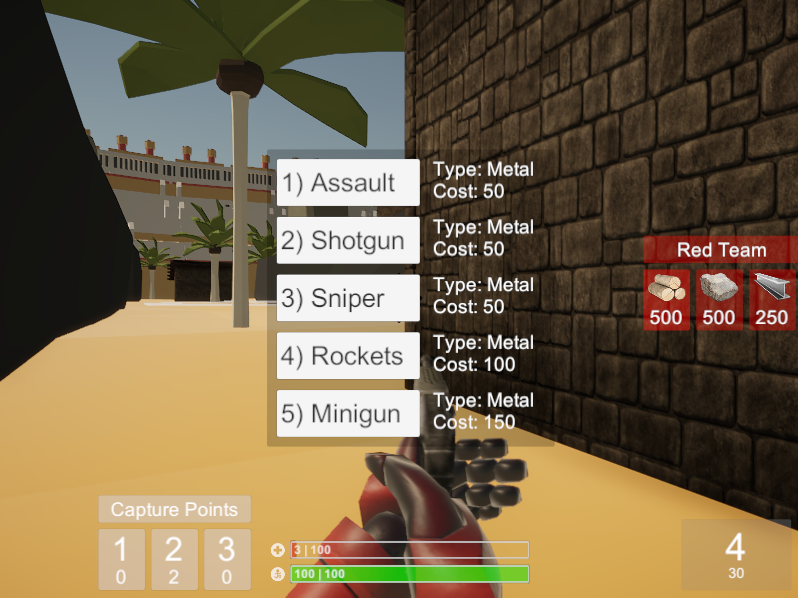 1) Assault
Type: Metal
Cost: 50
2) Shotgun
Type: Metal
Cost: 50
3) Sniper
Type: Metal
Cost: 50
4) Rockets
Type: Metal
Cost: 100
5) Minigun
Type: Metal
Cost: 150
Red Team
500 500 250
Capture Points
1 2 3
0 2 0
3 | 100
100 | 100
4
30